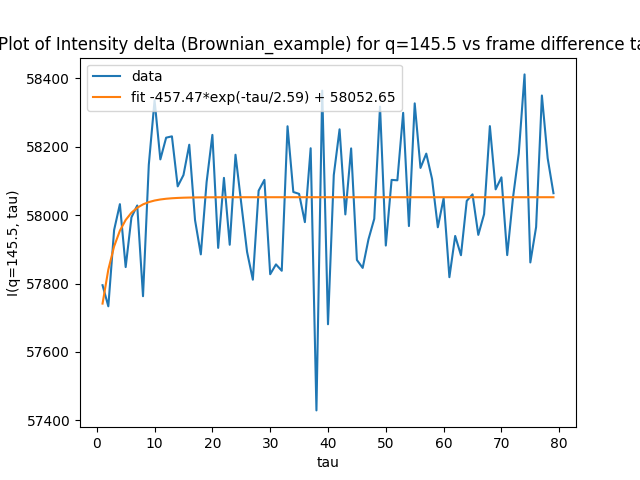 Plot of Intensity delta (Brownian_example) for q=145.5 vs frame difference ta
data
fit -457.47*exp(-tau/2.59) + 58052.65
I(q=145.5, tau)
58400
58200
58000
57800
57600
57400
0 10 20 30 40 50 60 70 80
tau